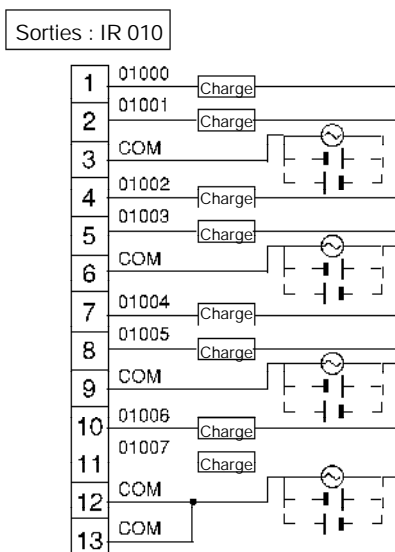 Sorties : IR 010
1 01000 Charge
2 01001 Charge
3 COM
4 01002 Charge
5 01003 Charge
6 COM
7 01004 Charge
8 01005 Charge
9 COM
10 01006 Charge
11 01007 Charge
12 COM
13 COM